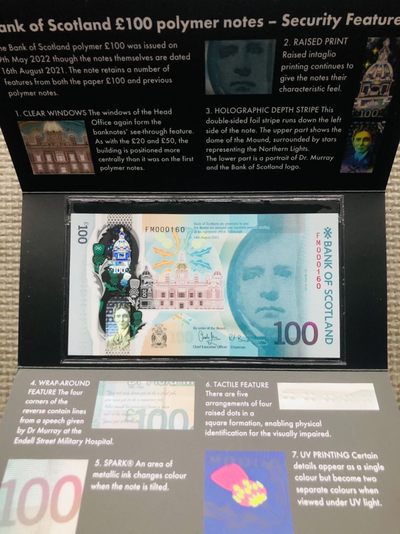 ank of Scotland £100 polymer notes – Security Feature
he Bank of Scotland polymer £100 was issued on
9th May 2022 though the notes themselves are dated
16th August 2021. The note retains a number of
features from both the paper £100 and previous
polymer notes.
2. RAISED PRINT
Raised intaglio
printing continues to
give the notes their
characteristic feel.
100
1. CLEAR WINDOWS The windows of the Head
Office again form the
banknotes' see-through feature.
As with the £20 and £50, the
building is positioned more
centrally than it was on the first
polymer notes.
3. HOLOGRAPHIC DEPTH STRIPE This
double-sided foil stripe runs down the left
side of the note. The upper part shows the
dome of the Mound, surrounded by stars
representing the Northern Lights.
The lower part is a portrait of Dr. Murray
and the Bank of Scotland logo.
100
FM000160
100
FM000160
BANK OF SCOTLAND
Chief Executive Officer
Chairman
100
4. WRAP-AROUND
FEATURE The four
corners of the
reverse contain lines
from a speech given
by Dr Murray at the
Endell Street Military Hospital.
£100
5. SPARK® An area of
metallic ink changes colour
when the note is tilted.
100
6. TACTILE FEATURE
There are five
arrangements of four
raised dots in a
square formation, enabling physical
identification for the visually impaired.
7. UV PRINTING Certain
details appear as a single
colour but become two
separate colours when
viewed under UV light.